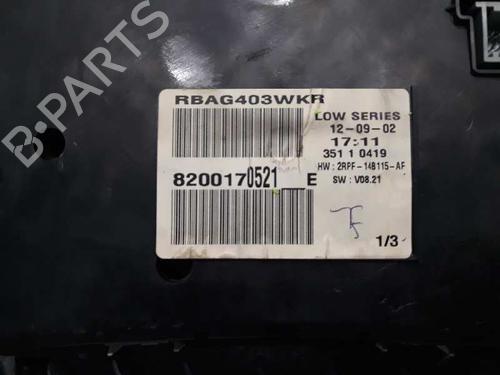 RBAG403WKR
LOW SERIES
12-09-02
17:11
351 1 0419
HW : 2RPF-14B115-AF
SW : V08.21
8200170521__E
1/3
B-PARTS